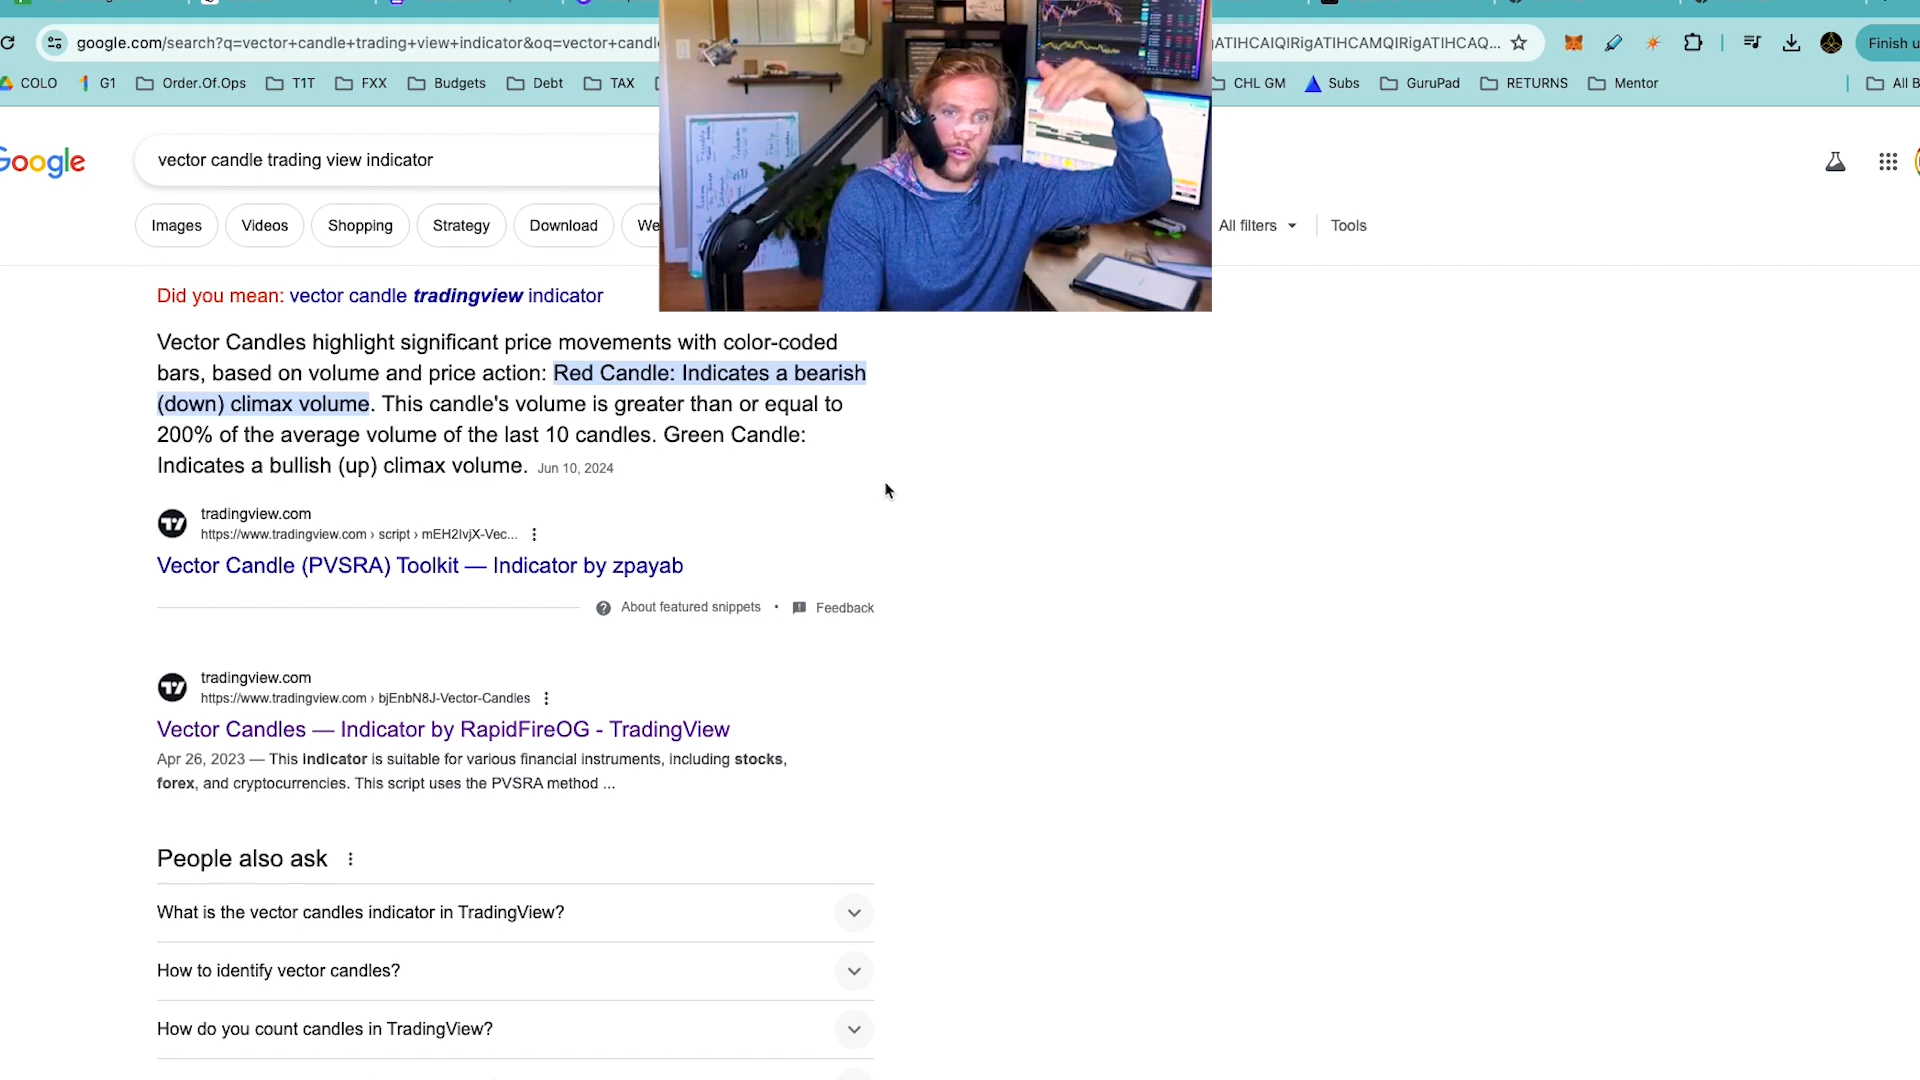 google.com/search?q=vector+candle+trading+view+indicator&oq=vector+candl
jATIHCAIQIRigATIHCAMQIRigATIHCAQ...
Finish u
COLO
G1
Order.Of.Ops
T1T
FXX
Budgets
Debt
TAX
CHL GM
Subs
GuruPad
RETURNS
Mentor
All B
Google
vector candle trading view indicator
Images
Videos
Shopping
Strategy
Download
We
All filters
Tools
Did you mean: vector candle tradingview indicator
Vector Candles highlight significant price movements with color-coded
bars, based on volume and price action: Red Candle: Indicates a bearish
(down) climax volume. This candle's volume is greater than or equal to
200% of the average volume of the last 10 candles. Green Candle:
Indicates a bullish (up) climax volume. Jun 10, 2024
tradingview.com
https://www.tradingview.com › script › mEH2IvjX-Vec...
Vector Candle (PVSRA) Toolkit — Indicator by zpayab
About featured snippets • Feedback
tradingview.com
https://www.tradingview.com › bjEnbN8J-Vector-Candles
Vector Candles — Indicator by RapidFireOG - TradingView
Apr 26, 2023 — This Indicator is suitable for various financial instruments, including stocks,
forex, and cryptocurrencies. This script uses the PVSRA method ...
People also ask
What is the vector candles indicator in TradingView?
How to identify vector candles?
How do you count candles in TradingView?